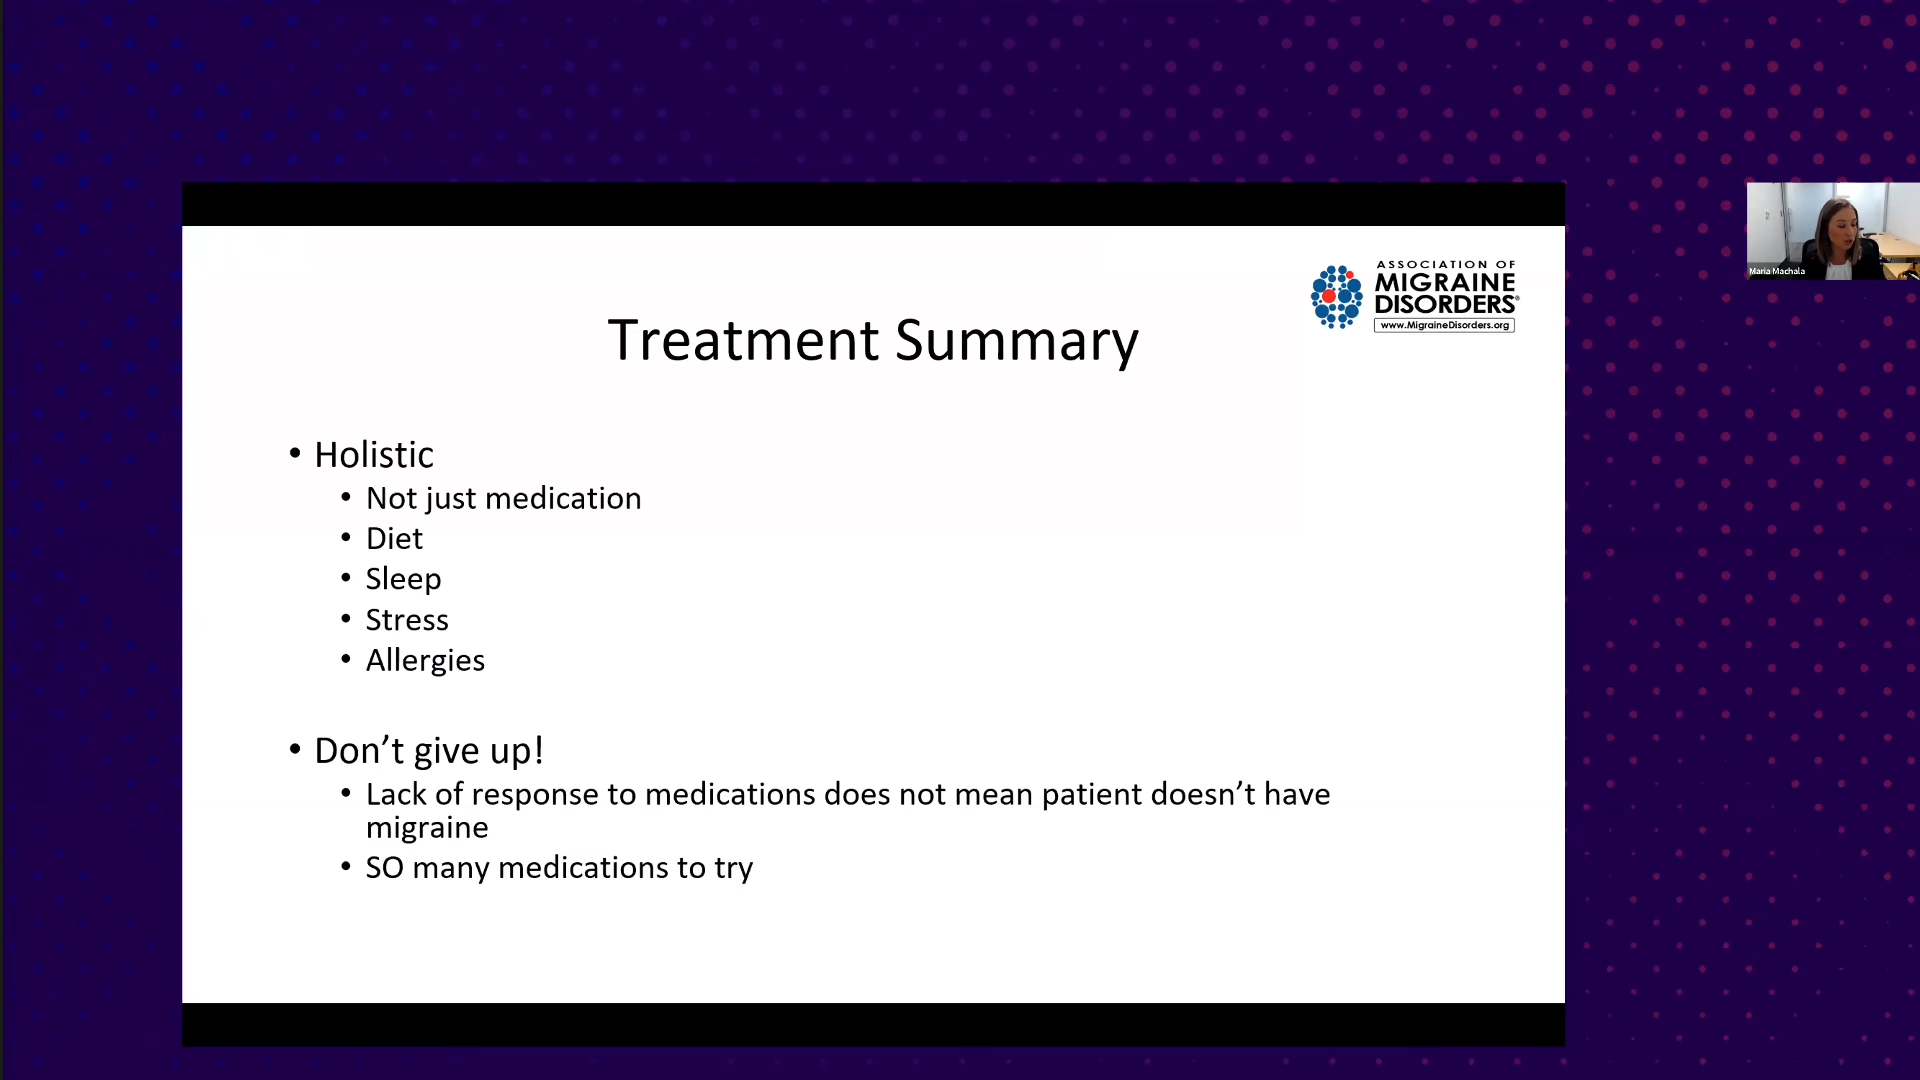 ASSOCIATION OF
MIGRAINE
DISORDERS®
www.MigraineDisorders.org
Treatment Summary
• Holistic
• Not just medication
• Diet
• Sleep
• Stress
• Allergies
• Don’t give up!
• Lack of response to medications does not mean patient doesn’t have
migraine
• SO many medications to try
Maria Machala